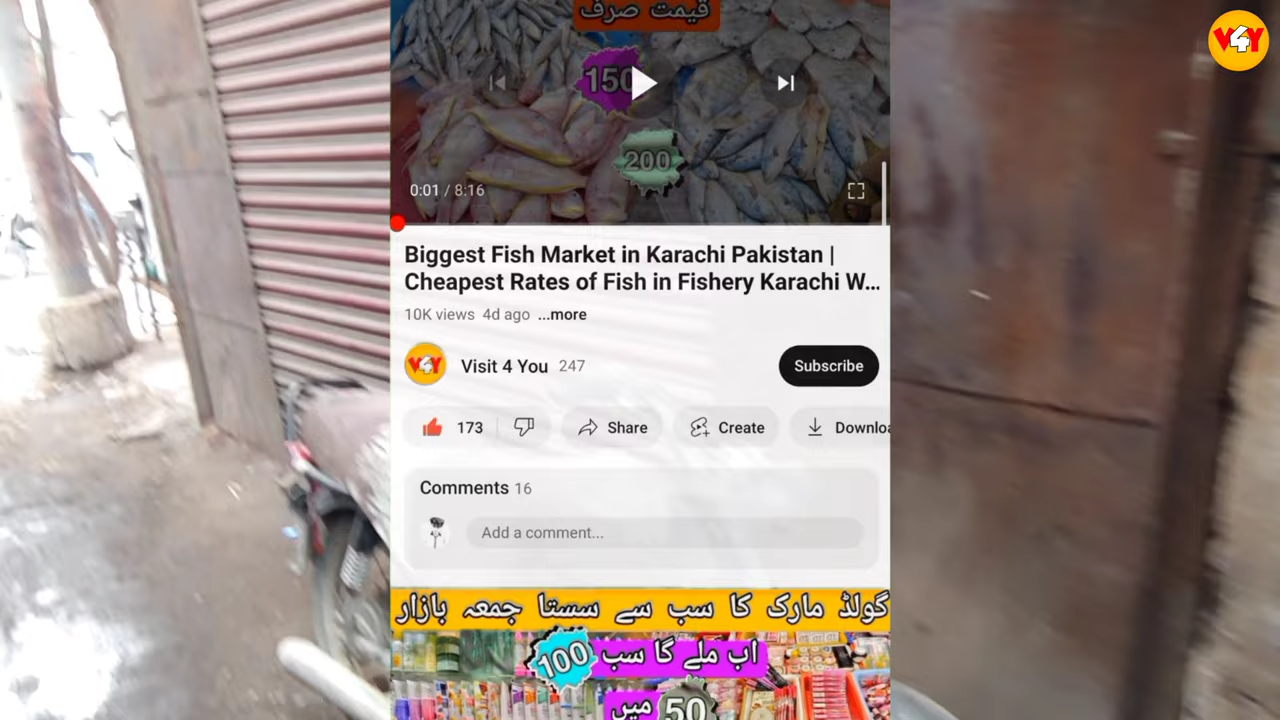 V4Y
قیمت صرف
150
200
0:01 / 8:16
Biggest Fish Market in Karachi Pakistan |
Cheapest Rates of Fish in Fishery Karachi W...
10K views 4d ago ...more
V4Y Visit 4 You 247 Subscribe
173 Share Create Downloa
Comments 16
Add a comment...
گولڈ مارک کا سب سے سستا جمعہ بازار
اب ملے گا سب 100
50 میں